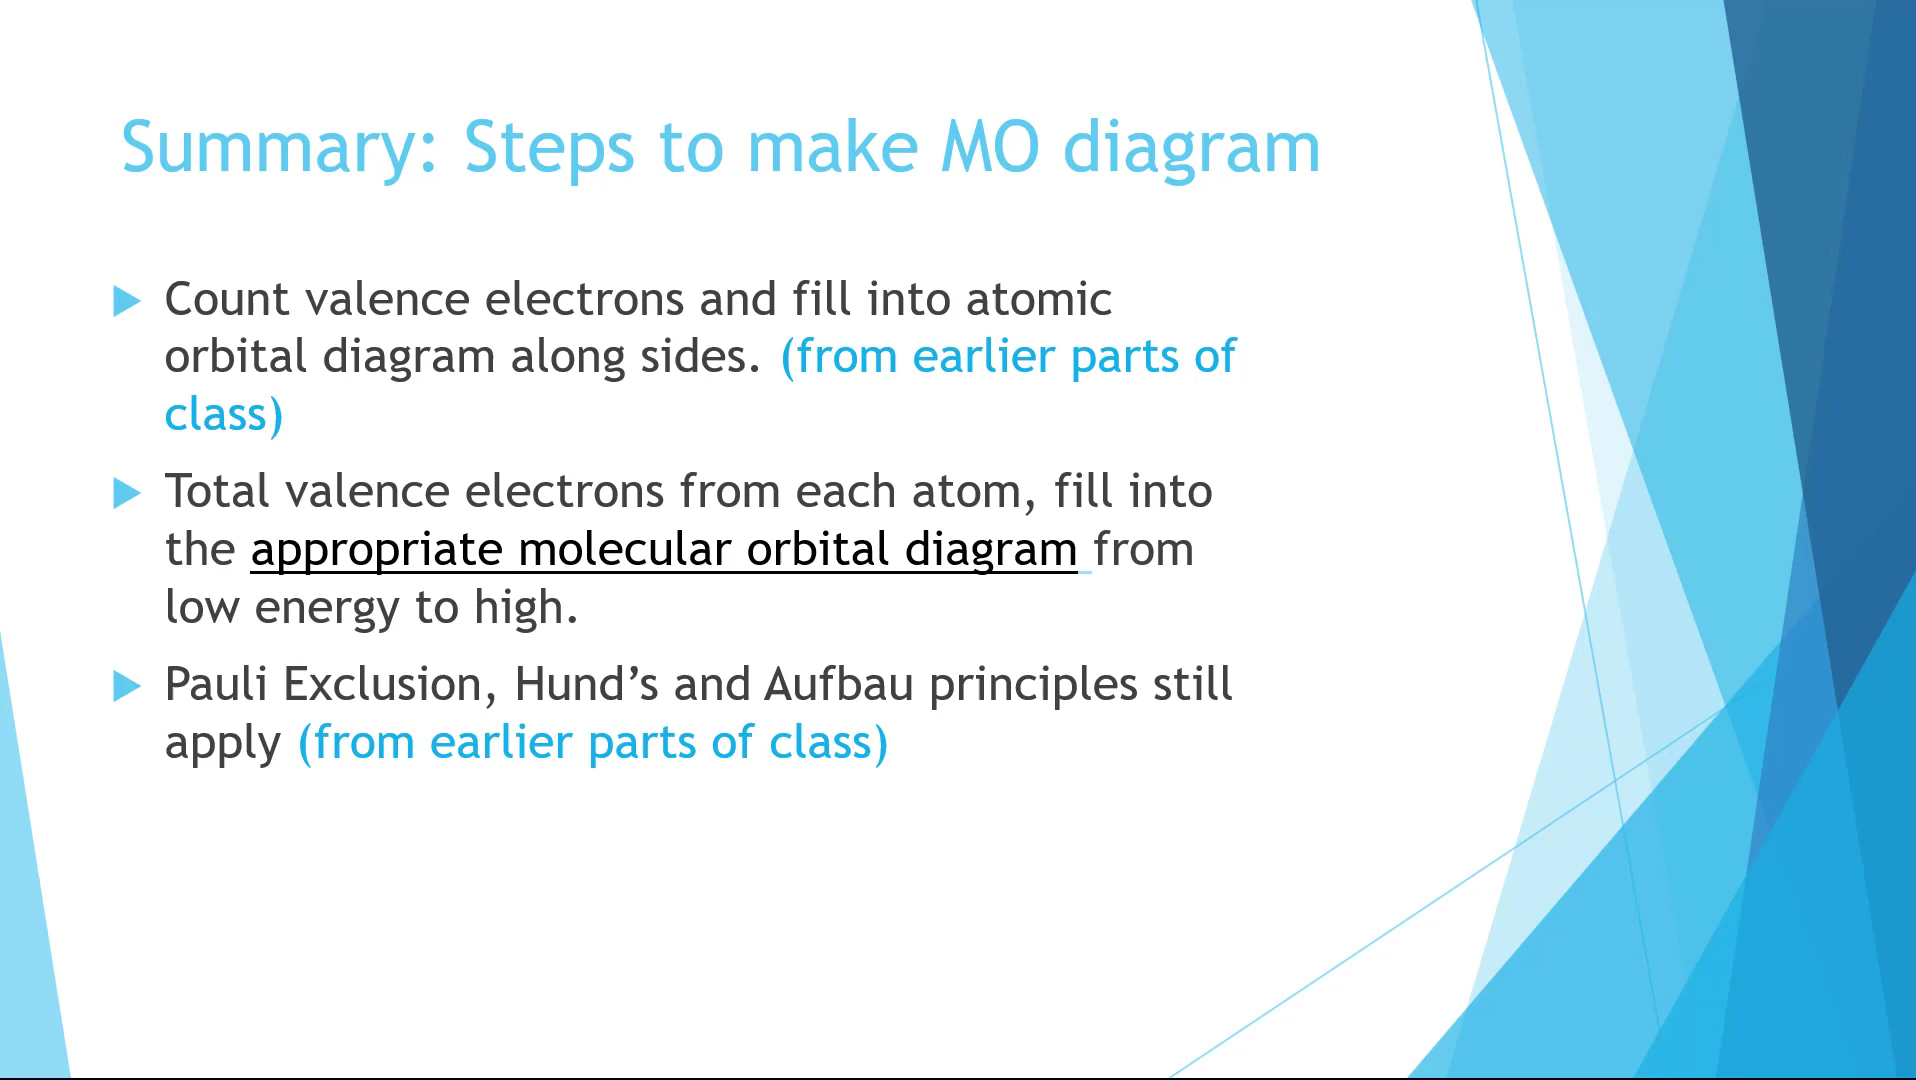 Summary: Steps to make MO diagram
Count valence electrons and fill into atomic
orbital diagram along sides. (from earlier parts of
class)
Total valence electrons from each atom, fill into
the appropriate molecular orbital diagram from
low energy to high.
Pauli Exclusion, Hund’s and Aufbau principles still
apply (from earlier parts of class)